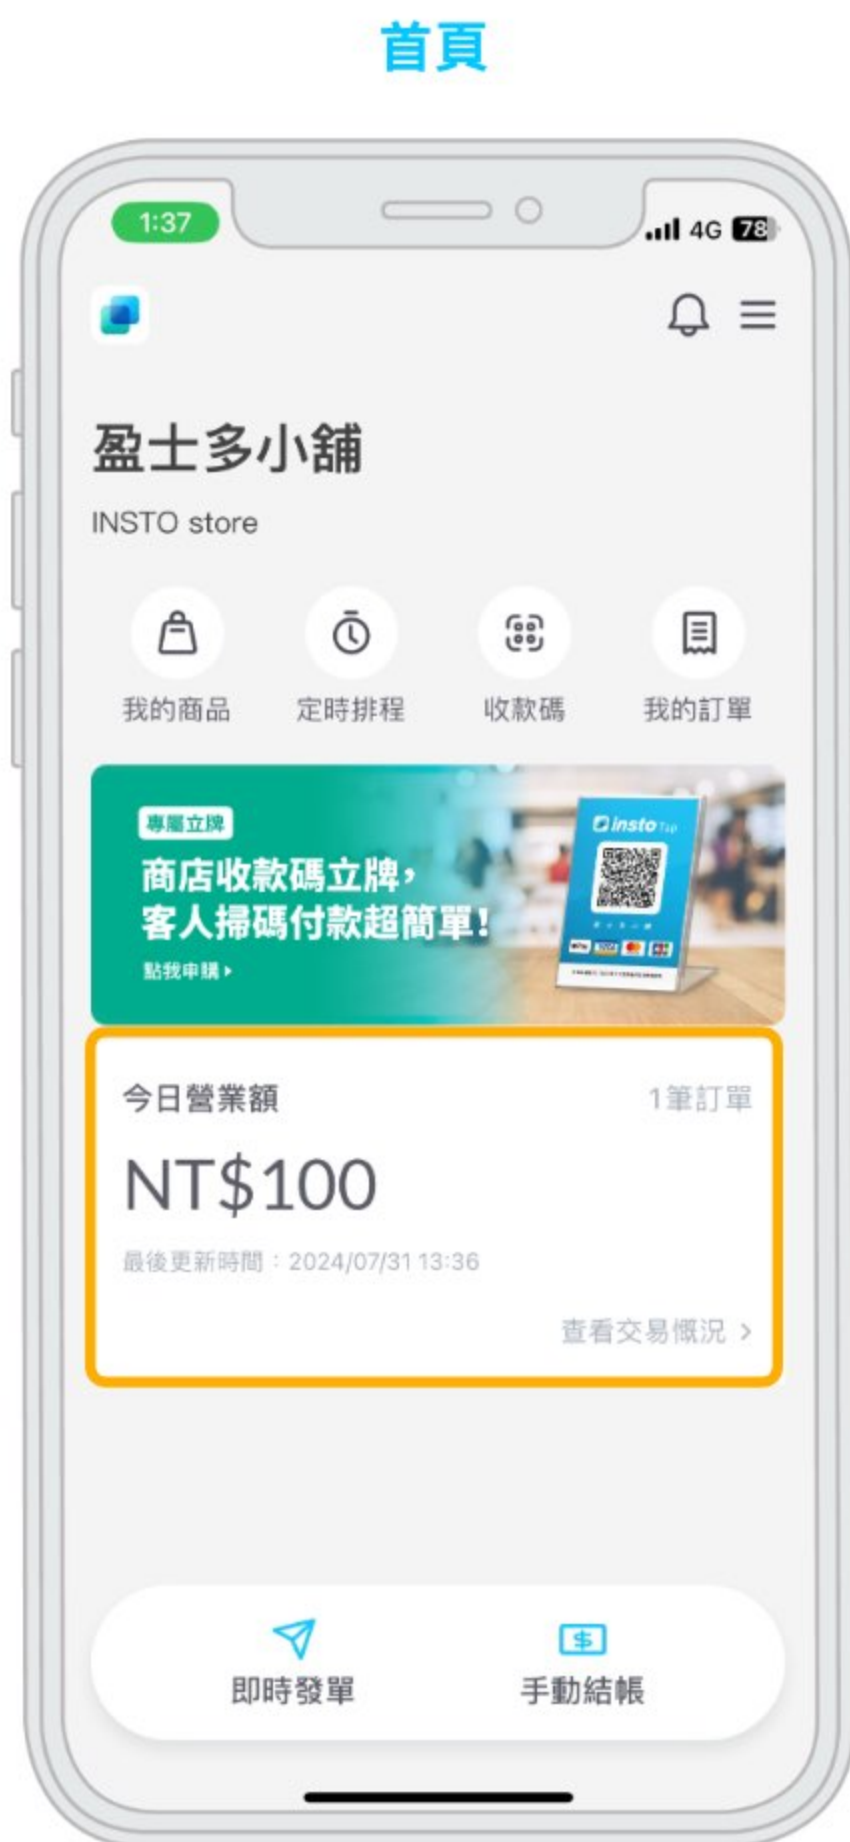 首頁
1:37
4G 78
盈士多小舖
INSTO store
我的商品 定時排程 收款碼 我的訂單
專屬立牌
商店收款碼立牌，
客人掃碼付款超簡單！
點我申購
insto Tap
VISA
今日營業額 1筆訂單
NT$100
最後更新時間：2024/07/31 13:36
查看交易慨況 >
即時發單 手動結帳